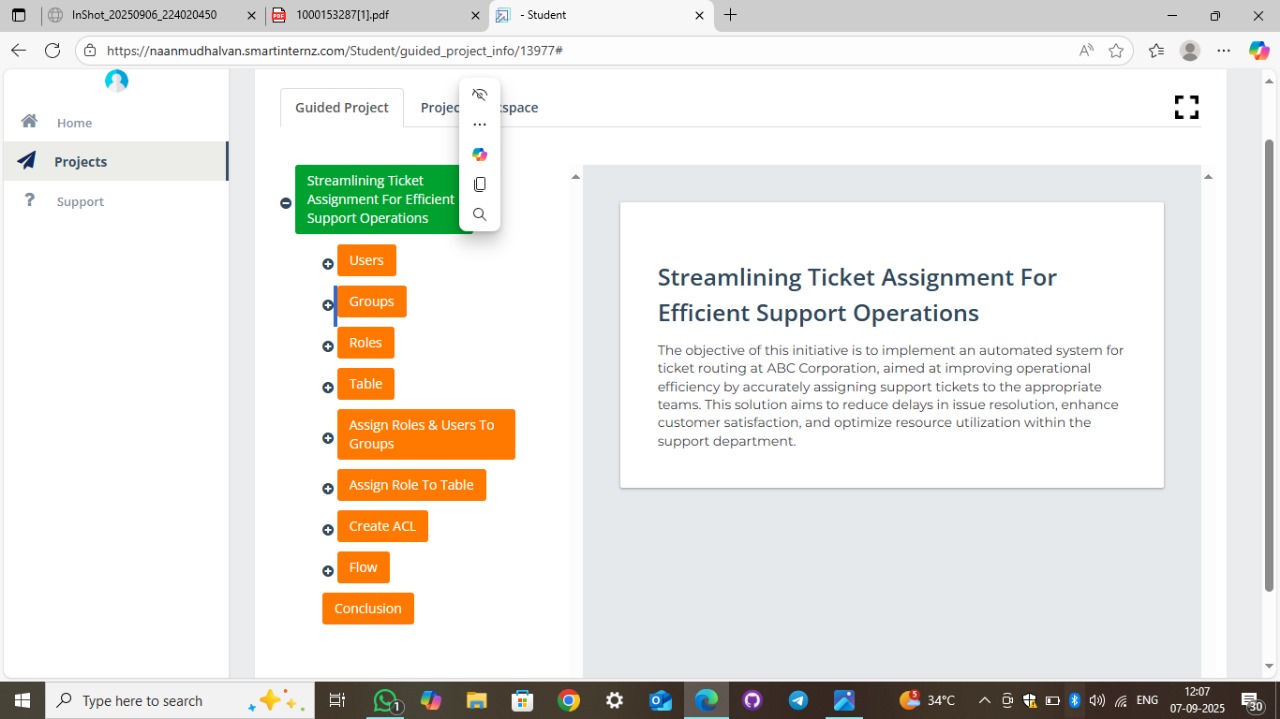 InShot_20250906_224020450
1000153287[1].pdf
- Student
https://naanmudhalvan.smartinternz.com/Student/guided_project_info/13977#
Home
Projects
Support
Guided Project
Projec
space
Streamlining Ticket
Assignment For Efficient
Support Operations
Users
Groups
Roles
Table
Assign Roles & Users To
Groups
Assign Role To Table
Create ACL
Flow
Conclusion
Streamlining Ticket Assignment For
Efficient Support Operations
The objective of this initiative is to implement an automated system for
ticket routing at ABC Corporation, aimed at improving operational
efficiency by accurately assigning support tickets to the appropriate
teams. This solution aims to reduce delays in issue resolution, enhance
customer satisfaction, and optimize resource utilization within the
support department.
Type here to search
1
5
34°C
ENG
12:07
07-09-2025
30